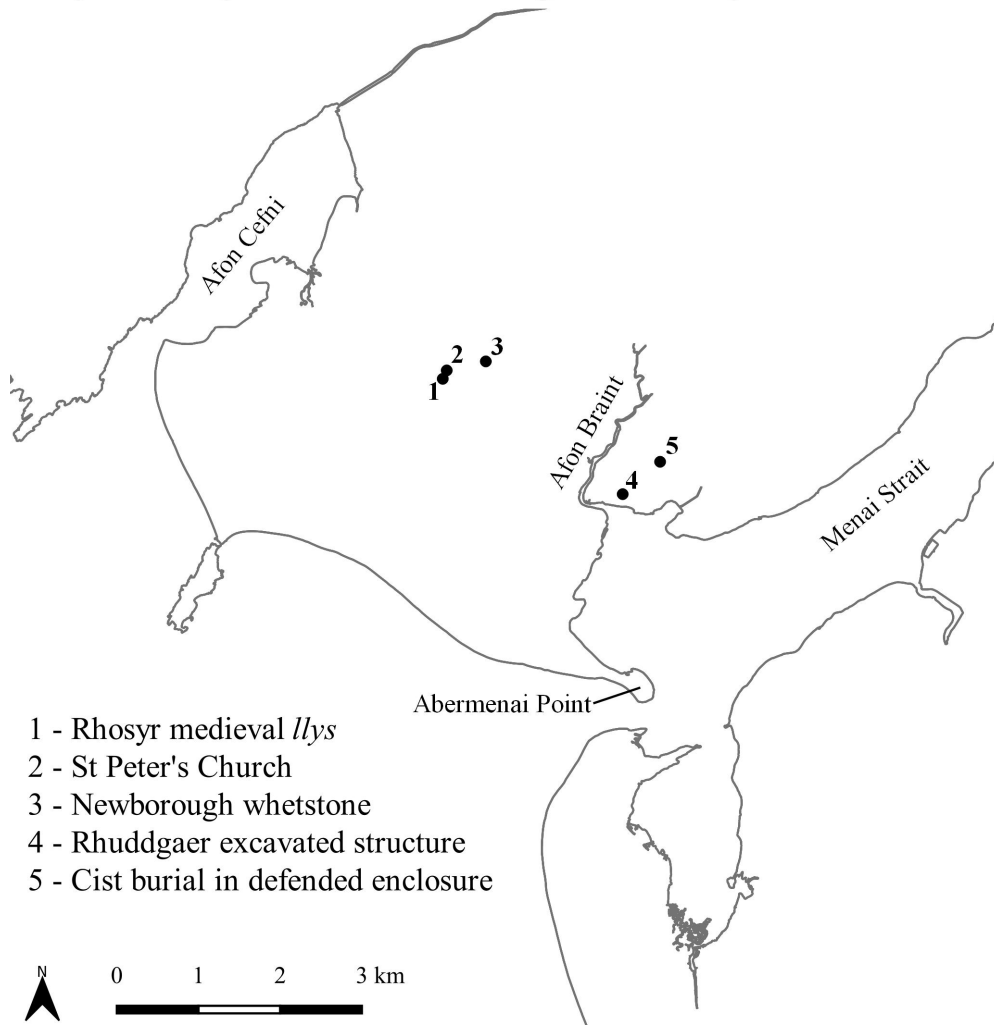 Afon Cefni
2
3
1
Afon Braint
5
4
Menai Strait
Abermenai Point
1 - Rhosyr medieval llys
2 - St Peter's Church
3 - Newborough whetstone
4 - Rhuddgaer excavated structure
5 - Cist burial in defended enclosure
N
0 1 2 3 km